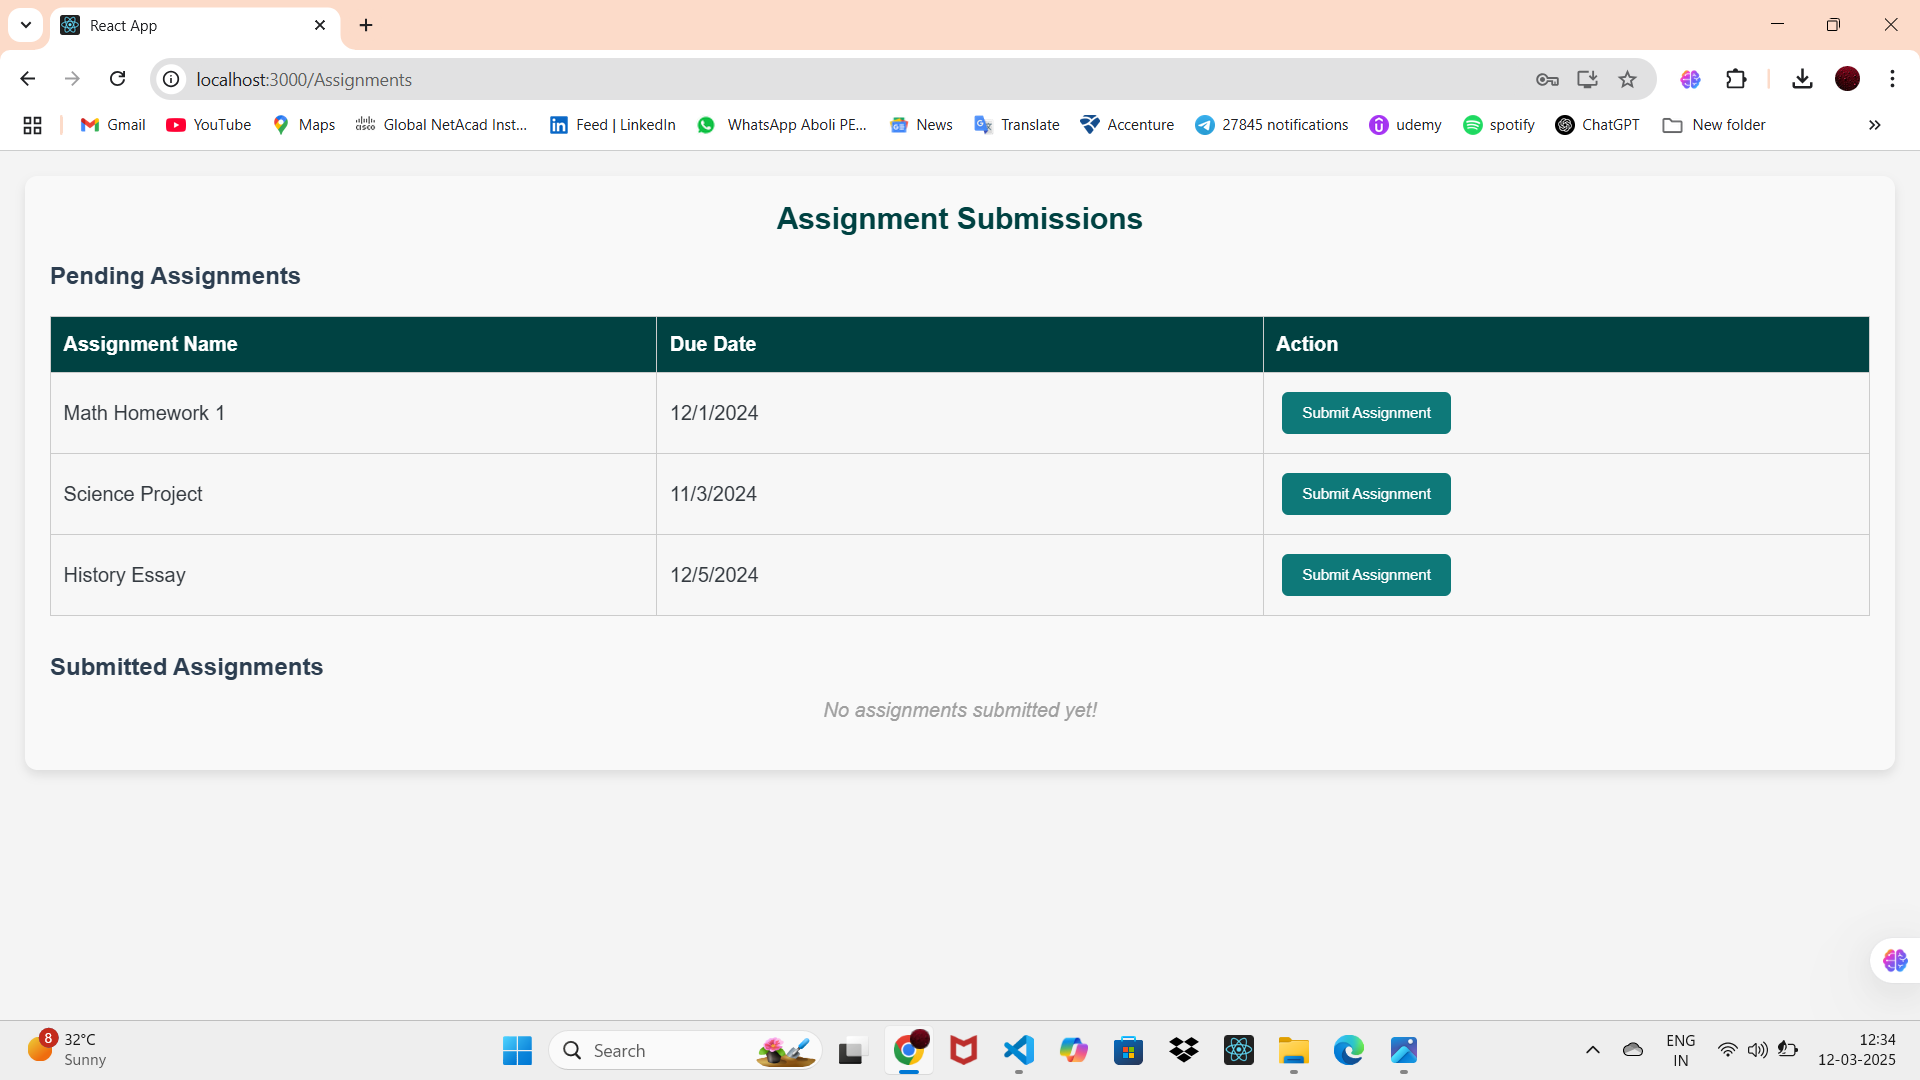 React App
localhost:3000/Assignments
Gmail YouTube Maps Global NetAcad Inst... Feed | LinkedIn WhatsApp Aboli PE... News Translate Accenture 27845 notifications udemy spotify ChatGPT New folder
Assignment Submissions
Pending Assignments
Assignment Name Due Date Action
Math Homework 1 12/1/2024 Submit Assignment
Science Project 11/3/2024 Submit Assignment
History Essay 12/5/2024 Submit Assignment
Submitted Assignments
No assignments submitted yet!
8 32°C
Sunny
Search
ENG
IN
12:34
12-03-2025